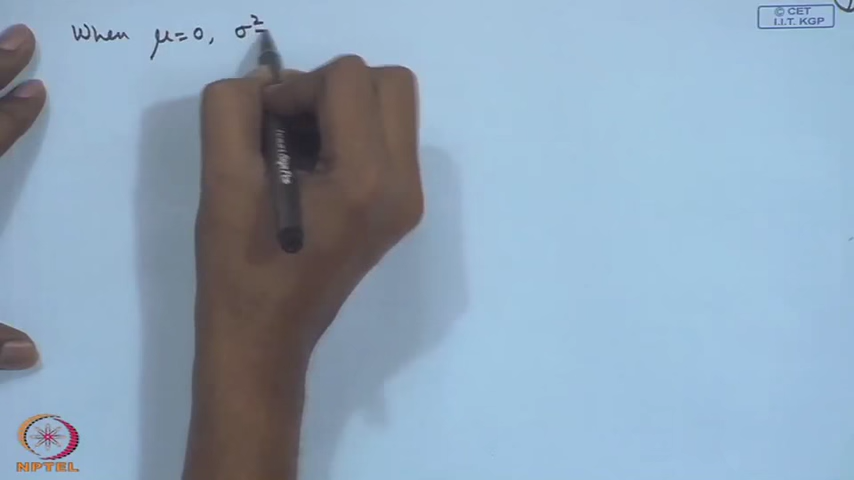 When μ=0, σ²=
© CET
I.I.T. KGP
NPTEL